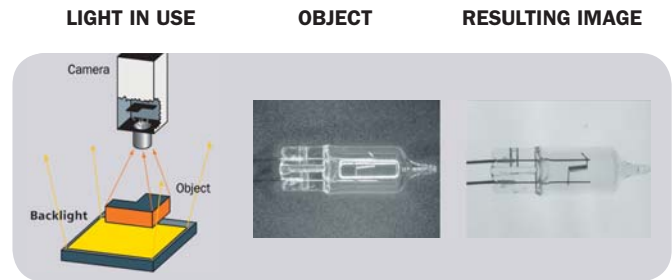 LIGHT IN USE OBJECT RESULTING IMAGE
Camera
Object
Backlight